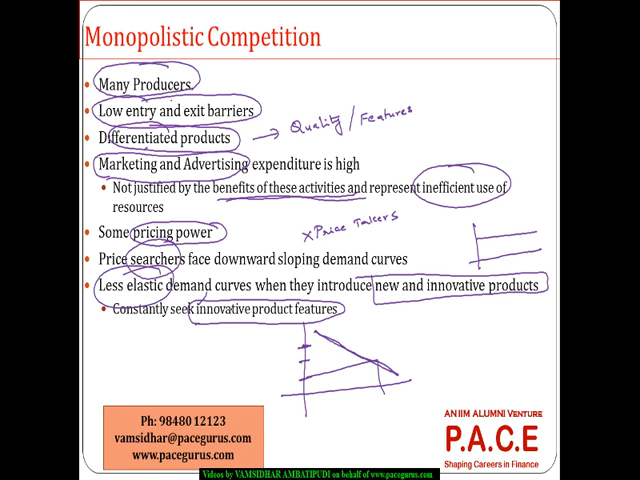 Monopolistic Competition
Many Producers.
Low entry and exit barriers
Differentiated products → Quality / Features
Marketing and Advertising expenditure is high
Not justified by the benefits of these activities and represent inefficient use of
resources
Some pricing power
× Price Takers
Price searchers face downward sloping demand curves
Less elastic demand curves when they introduce new and innovative products
Constantly seek innovative product features
Ph: 98480 12123
vamsidhar@pacegurus.com
www.pacegurus.com
AN IIM ALUMNI VENTURE
P.A.C.E
Shaping Careers in Finance
Videos by VAMSIDHAR AMBATIPUDI on behalf of www.pacegurus.com